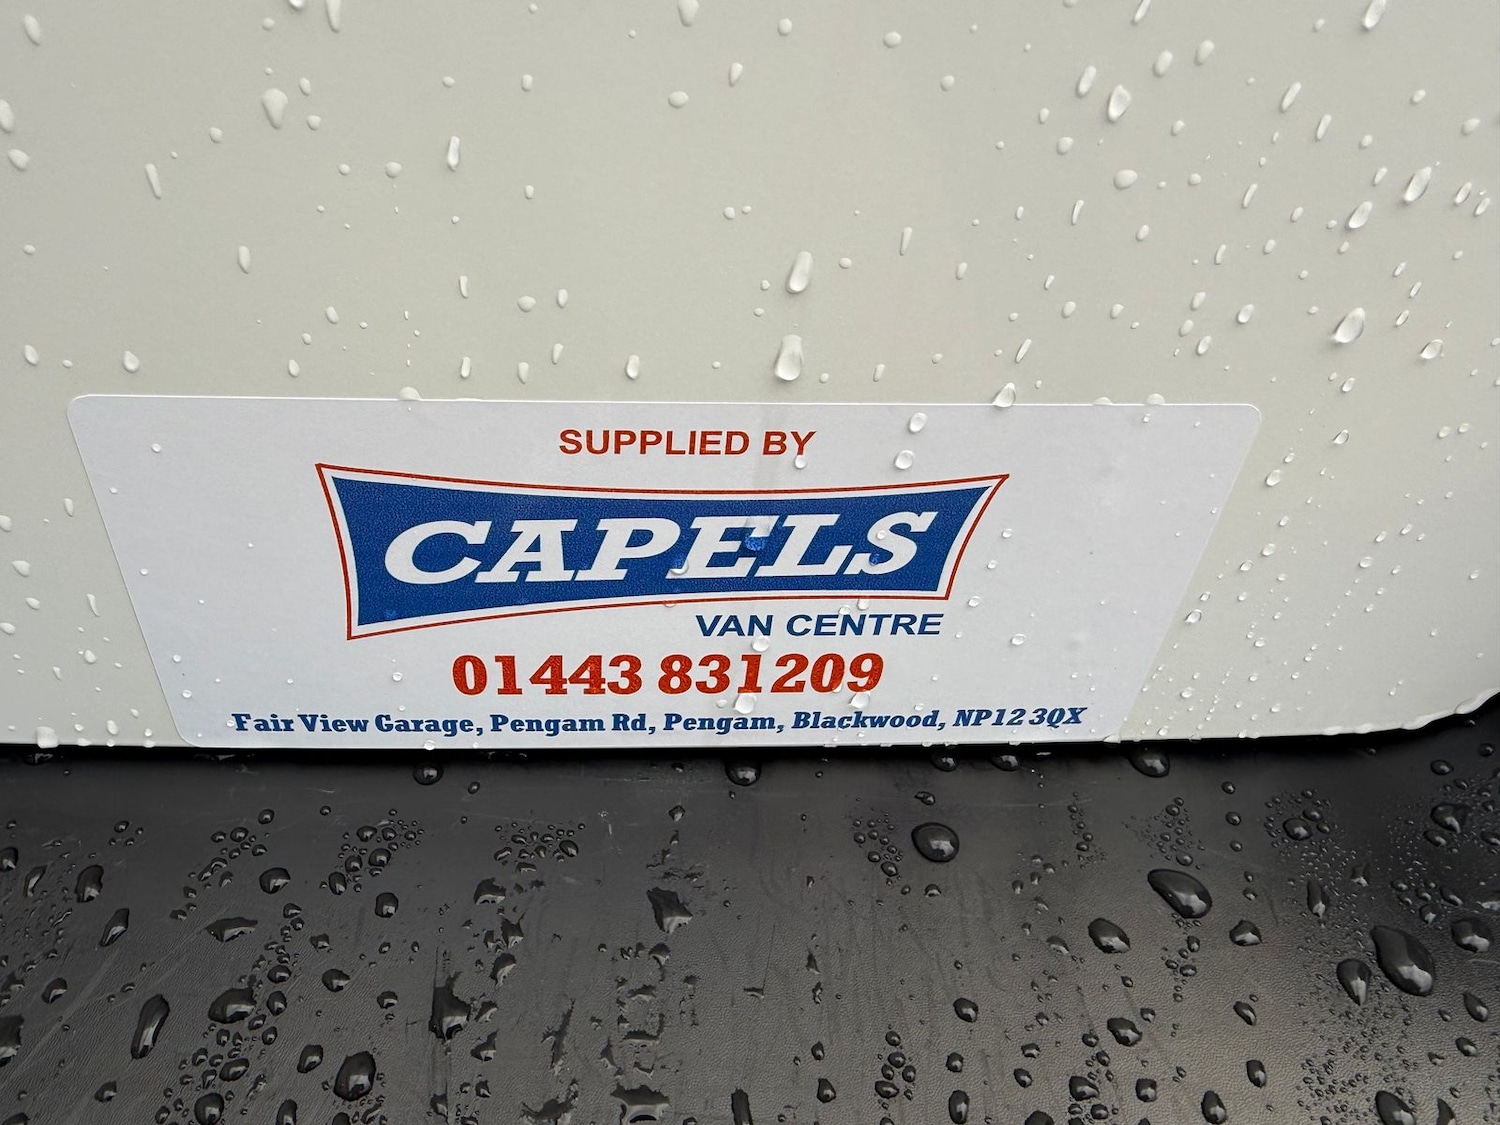 SUPPLIED BY
CAPELS
VAN CENTRE
01443 831209
Fair View Garage, Pengam Rd, Pengam, Blackwood, NP12 3QX